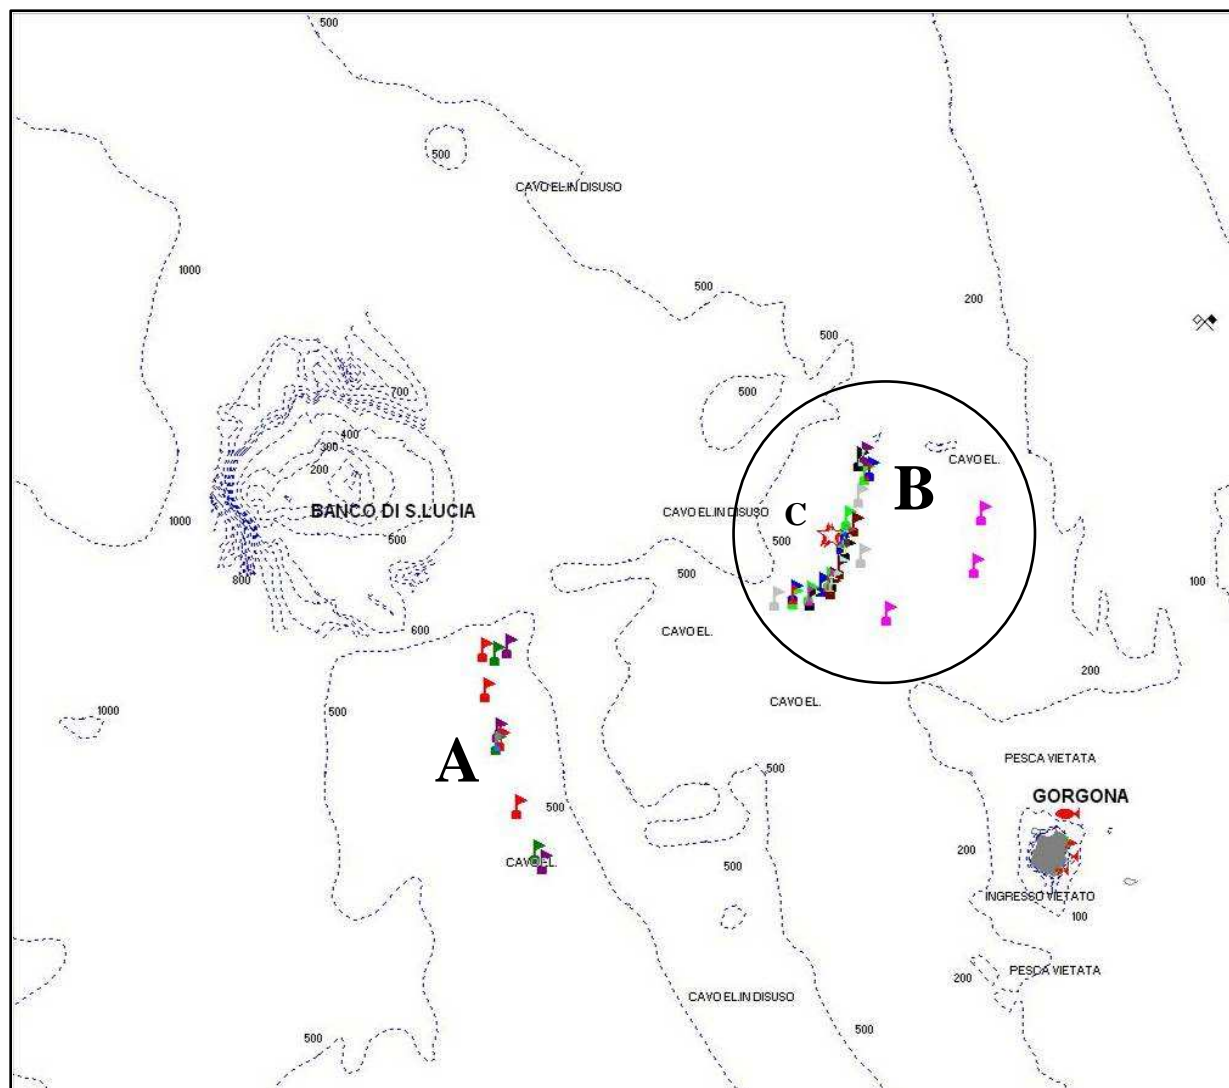 500
500
CAVO EL.IN DISUSO
1000
500
200
500
700
500
400
300
CAVO EL.
200
B
BANCO DI S.LUCIA
CAVO EL.IN DISUSO
C
1000
500
500
500
800
100
600
CAVO EL.
200
CAVO EL.
1000
500
PESCA VIETATA
A
500
GORGONA
500
200
CAVO EL.
500
INGRESSO VIETATO
100
PESCA VIETATA
200
CAVO EL.IN DISUSO
500
500